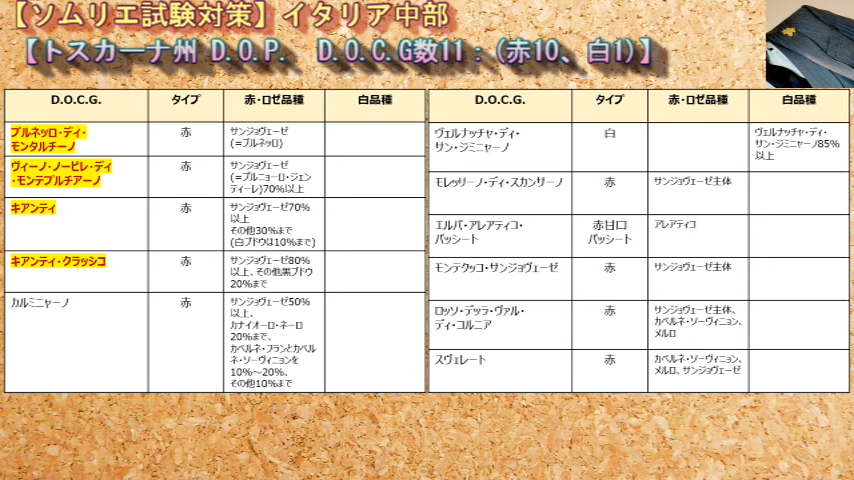 【ソムリエ試験対策】イタリア中部
【トスカーナ州 D.O.P. D.O.C.G数11：(赤10、白1)】
D.O.C.G. タイプ 赤・ロゼ品種 白品種
ブルネッロ・ディ・
モンタルチーノ
赤
サンジョヴェーゼ
(=ブルネッロ)
ヴィーノ・ノービレ・ディ
・モンテプルチアーノ
赤
サンジョヴェーゼ
(=プルニョーロ・ジェン
ティーレ)70%以上
キアンティ
赤
サンジョヴェーゼ70%
以上
その他30%まで
(白ブドウは10%まで)
キアンティ・クラッシコ
赤
サンジョヴェーゼ80%
以上、その他黒ブドウ
20%まで
カルミニャーノ
赤
サンジョヴェーゼ50%
以上、
カナイオーロ・ネーロ
20%まで、
カベルネ・フランとカベル
ネ・ソーヴィニョンを
10%～20%、
その他10%まで
D.O.C.G. タイプ 赤・ロゼ品種 白品種
ヴェルナッチャ・ディ・
サン・ジミニャーノ
白
ヴェルナッチャ・ディ・
サン・ジミニャーノ85%
以上
モレッリーノ・ディ・スカンサーノ
赤
サンジョヴェーゼ主体
エルバ・アレアティコ・
パッシート
赤甘口
パッシート
アレアティコ
モンテクッコ・サンジョヴェーゼ
赤
サンジョヴェーゼ主体
ロッソ・デッラ・ヴァル・
ディ・コルニア
赤
サンジョヴェーゼ主体、
カベルネ・ソーヴィニョン、
メルロ
スヴェレート
赤
カベルネ・ソーヴィニョン、
メルロ、サンジョヴェーゼ